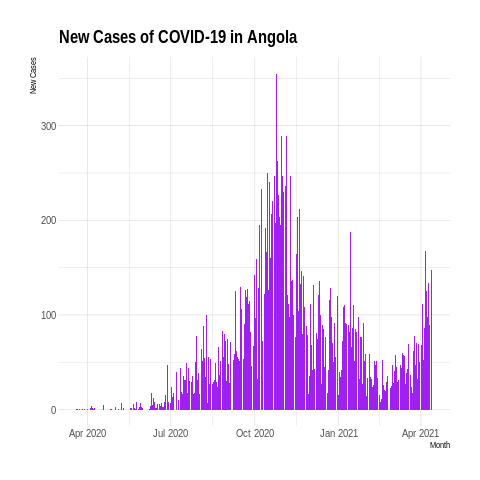 New Cases of COVID-19 in Angola
New Cases
300
200
100
0
Apr 2020 Jul 2020 Oct 2020 Jan 2021 Apr 2021
Month